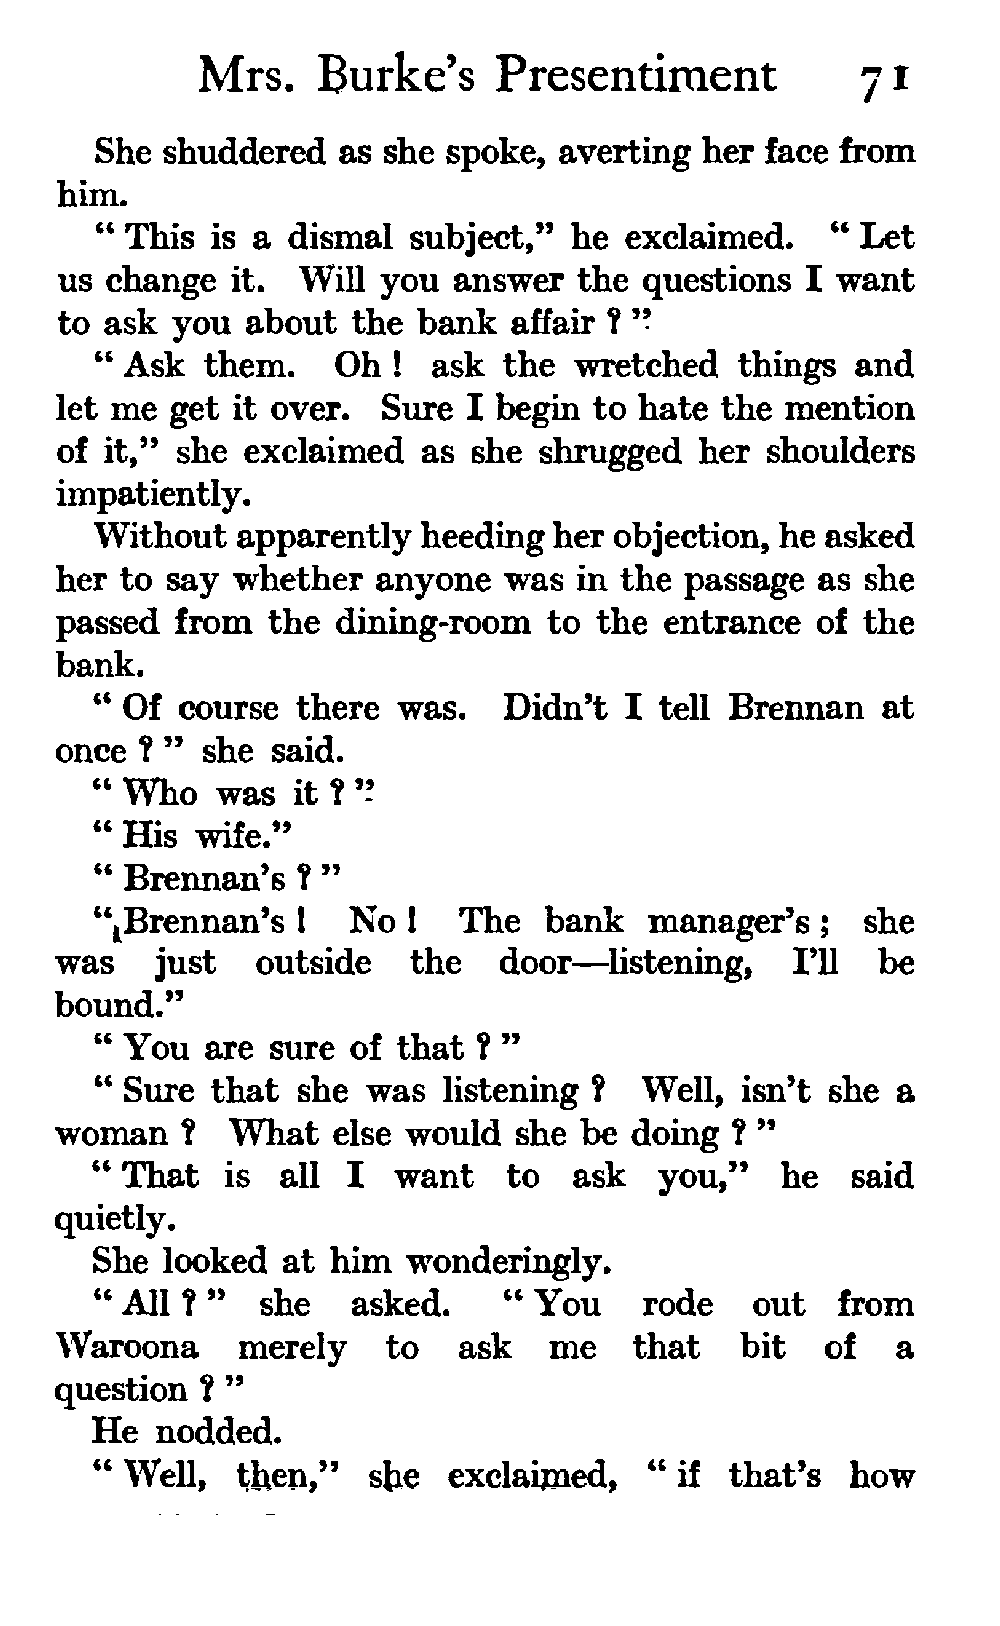 Mrs. Burke's Presentiment 71
She shuddered as she spoke, averting her face from
him.
" This is a dismal subject," he exclaimed. " Let
us change it. Will you answer the questions I want
to ask you about the bank affair ? "
" Ask them. Oh ! ask the wretched things and
let me get it over. Sure I begin to hate the mention
of it," she exclaimed as she shrugged her shoulders
impatiently.
Without apparently heeding her objection, he asked
her to say whether anyone was in the passage as she
passed from the dining-room to the entrance of the
bank.
" Of course there was. Didn't I tell Brennan at
once ? " she said.
" Who was it ? "
" His wife."
" Brennan's ? "
" Brennan's ! No ! The bank manager's ; she
was just outside the door—listening, I'll be
bound."
" You are sure of that ? "
" Sure that she was listening ? Well, isn't she a
woman ? What else would she be doing ? "
" That is all I want to ask you," he said
quietly.
She looked at him wonderingly.
" All ? " she asked. " You rode out from
Waroona merely to ask me that bit of a
question ? "
He nodded.
" Well, then," she exclaimed, " if that's how